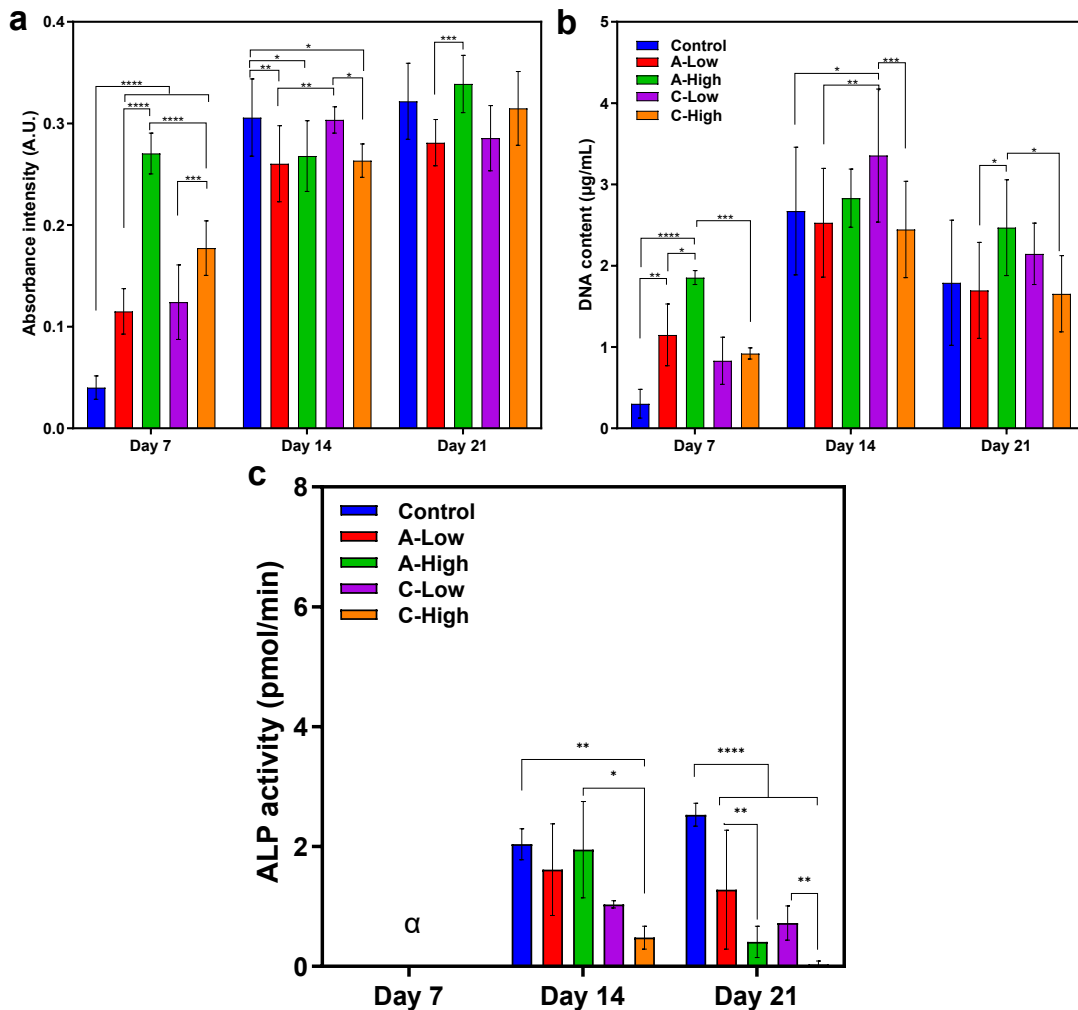 a
Absorbance intensity (A.U.)
0.4
0.3
0.2
0.1
0.0
****
****
****
***
*
*
**
**
*
***
Day 7 Day 14 Day 21
b
DNA content (µg/mL)
5
4
3
2
1
0
Control
A-Low
A-High
C-Low
C-High
****
**
*
***
*
**
***
*
*
Day 7 Day 14 Day 21
c
ALP activity (pmol/min)
8
6
4
2
0
Control
A-Low
A-High
C-Low
C-High
α
**
*
****
**
**
Day 7 Day 14 Day 21